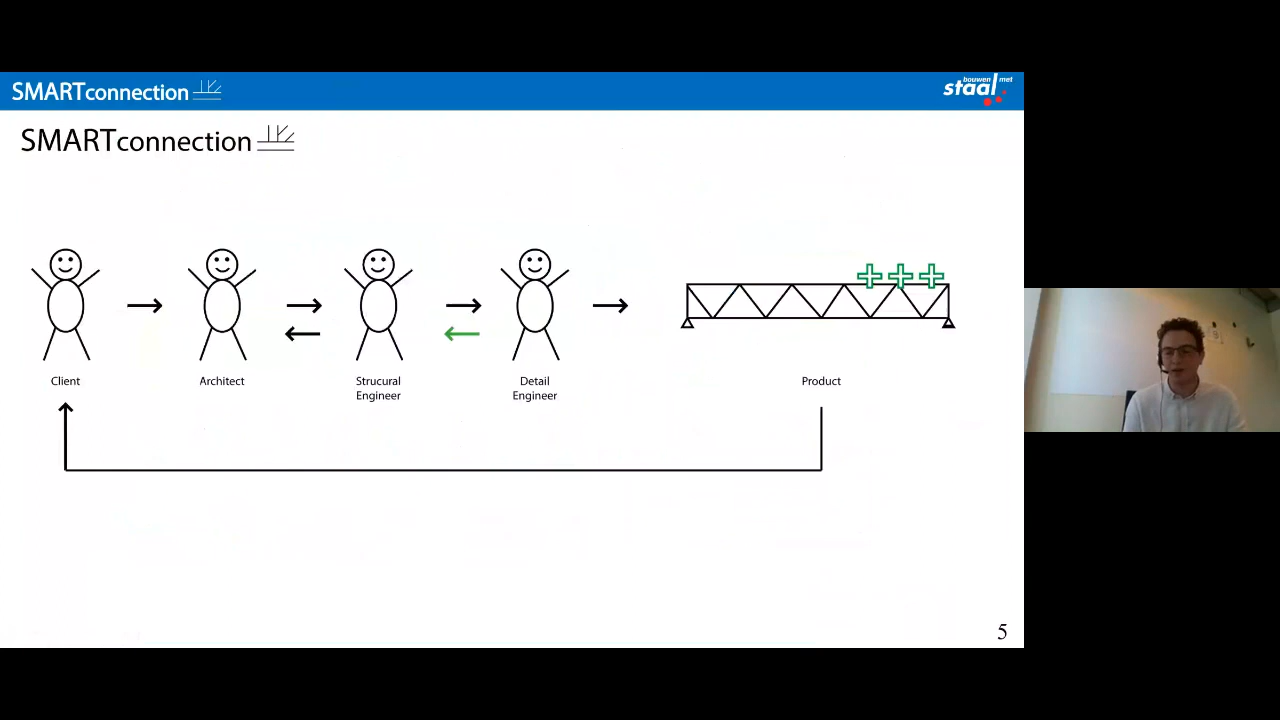 SMARTconnection
bouwen met
staal
SMARTconnection
Client
Architect
Strucural
Engineer
Detail
Engineer
Product
5